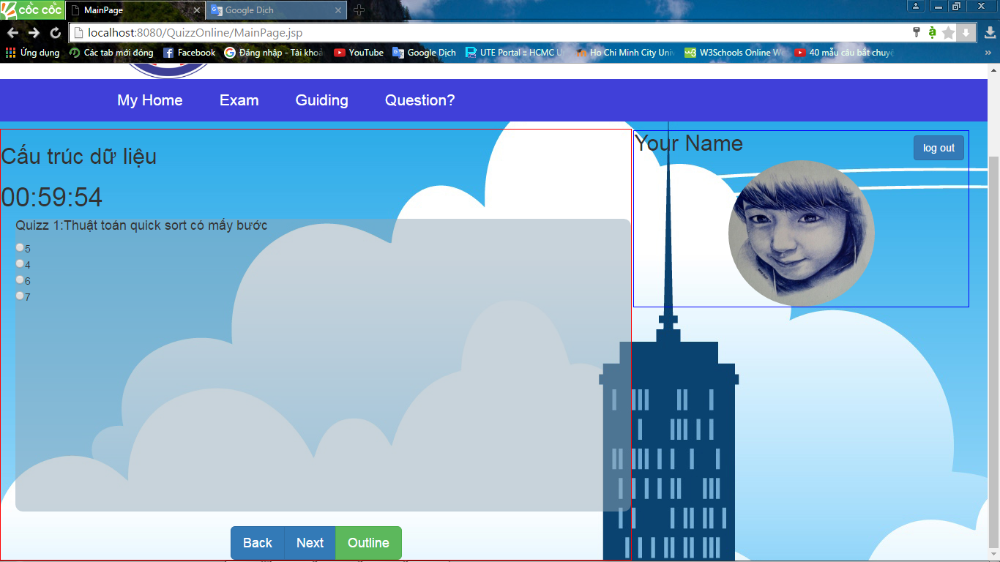 cốc cốc
MainPage
Google Dịch
localhost:8080/QuizzOnline/MainPage.jsp
Ứng dụng
Các tab mới đóng
Facebook
Đăng nhập - Tài khoả
YouTube
Google Dịch
UTE Portal :: HCMC U
Ho Chi Minh City Uni
W3Schools Online We
40 mẫu câu bắt chuyệ
My Home
Exam
Guiding
Question?
Cấu trúc dữ liệu
00:59:54
Quizz 1:Thuật toán quick sort có mấy bước
5
4
6
7
Back
Next
Outline
Your Name
log out